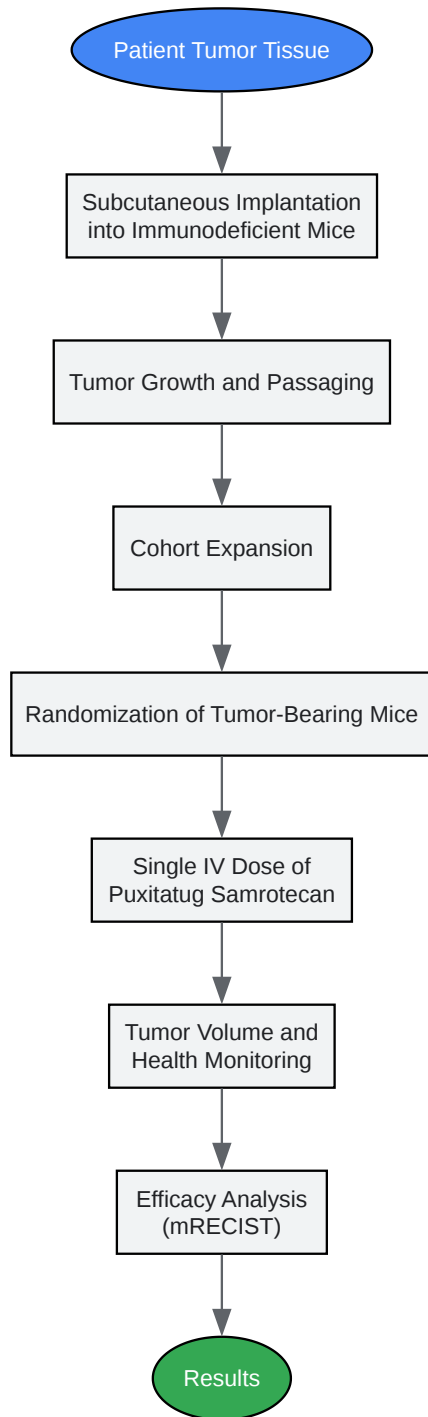 Patient Tumor Tissue
Subcutaneous Implantation
into Immunodeficient Mice
Tumor Growth and Passaging
Cohort Expansion
Randomization of Tumor-Bearing Mice
Single IV Dose of
Puxitatug Samrotecan
Tumor Volume and
Health Monitoring
Efficacy Analysis
(mRECIST)
Results